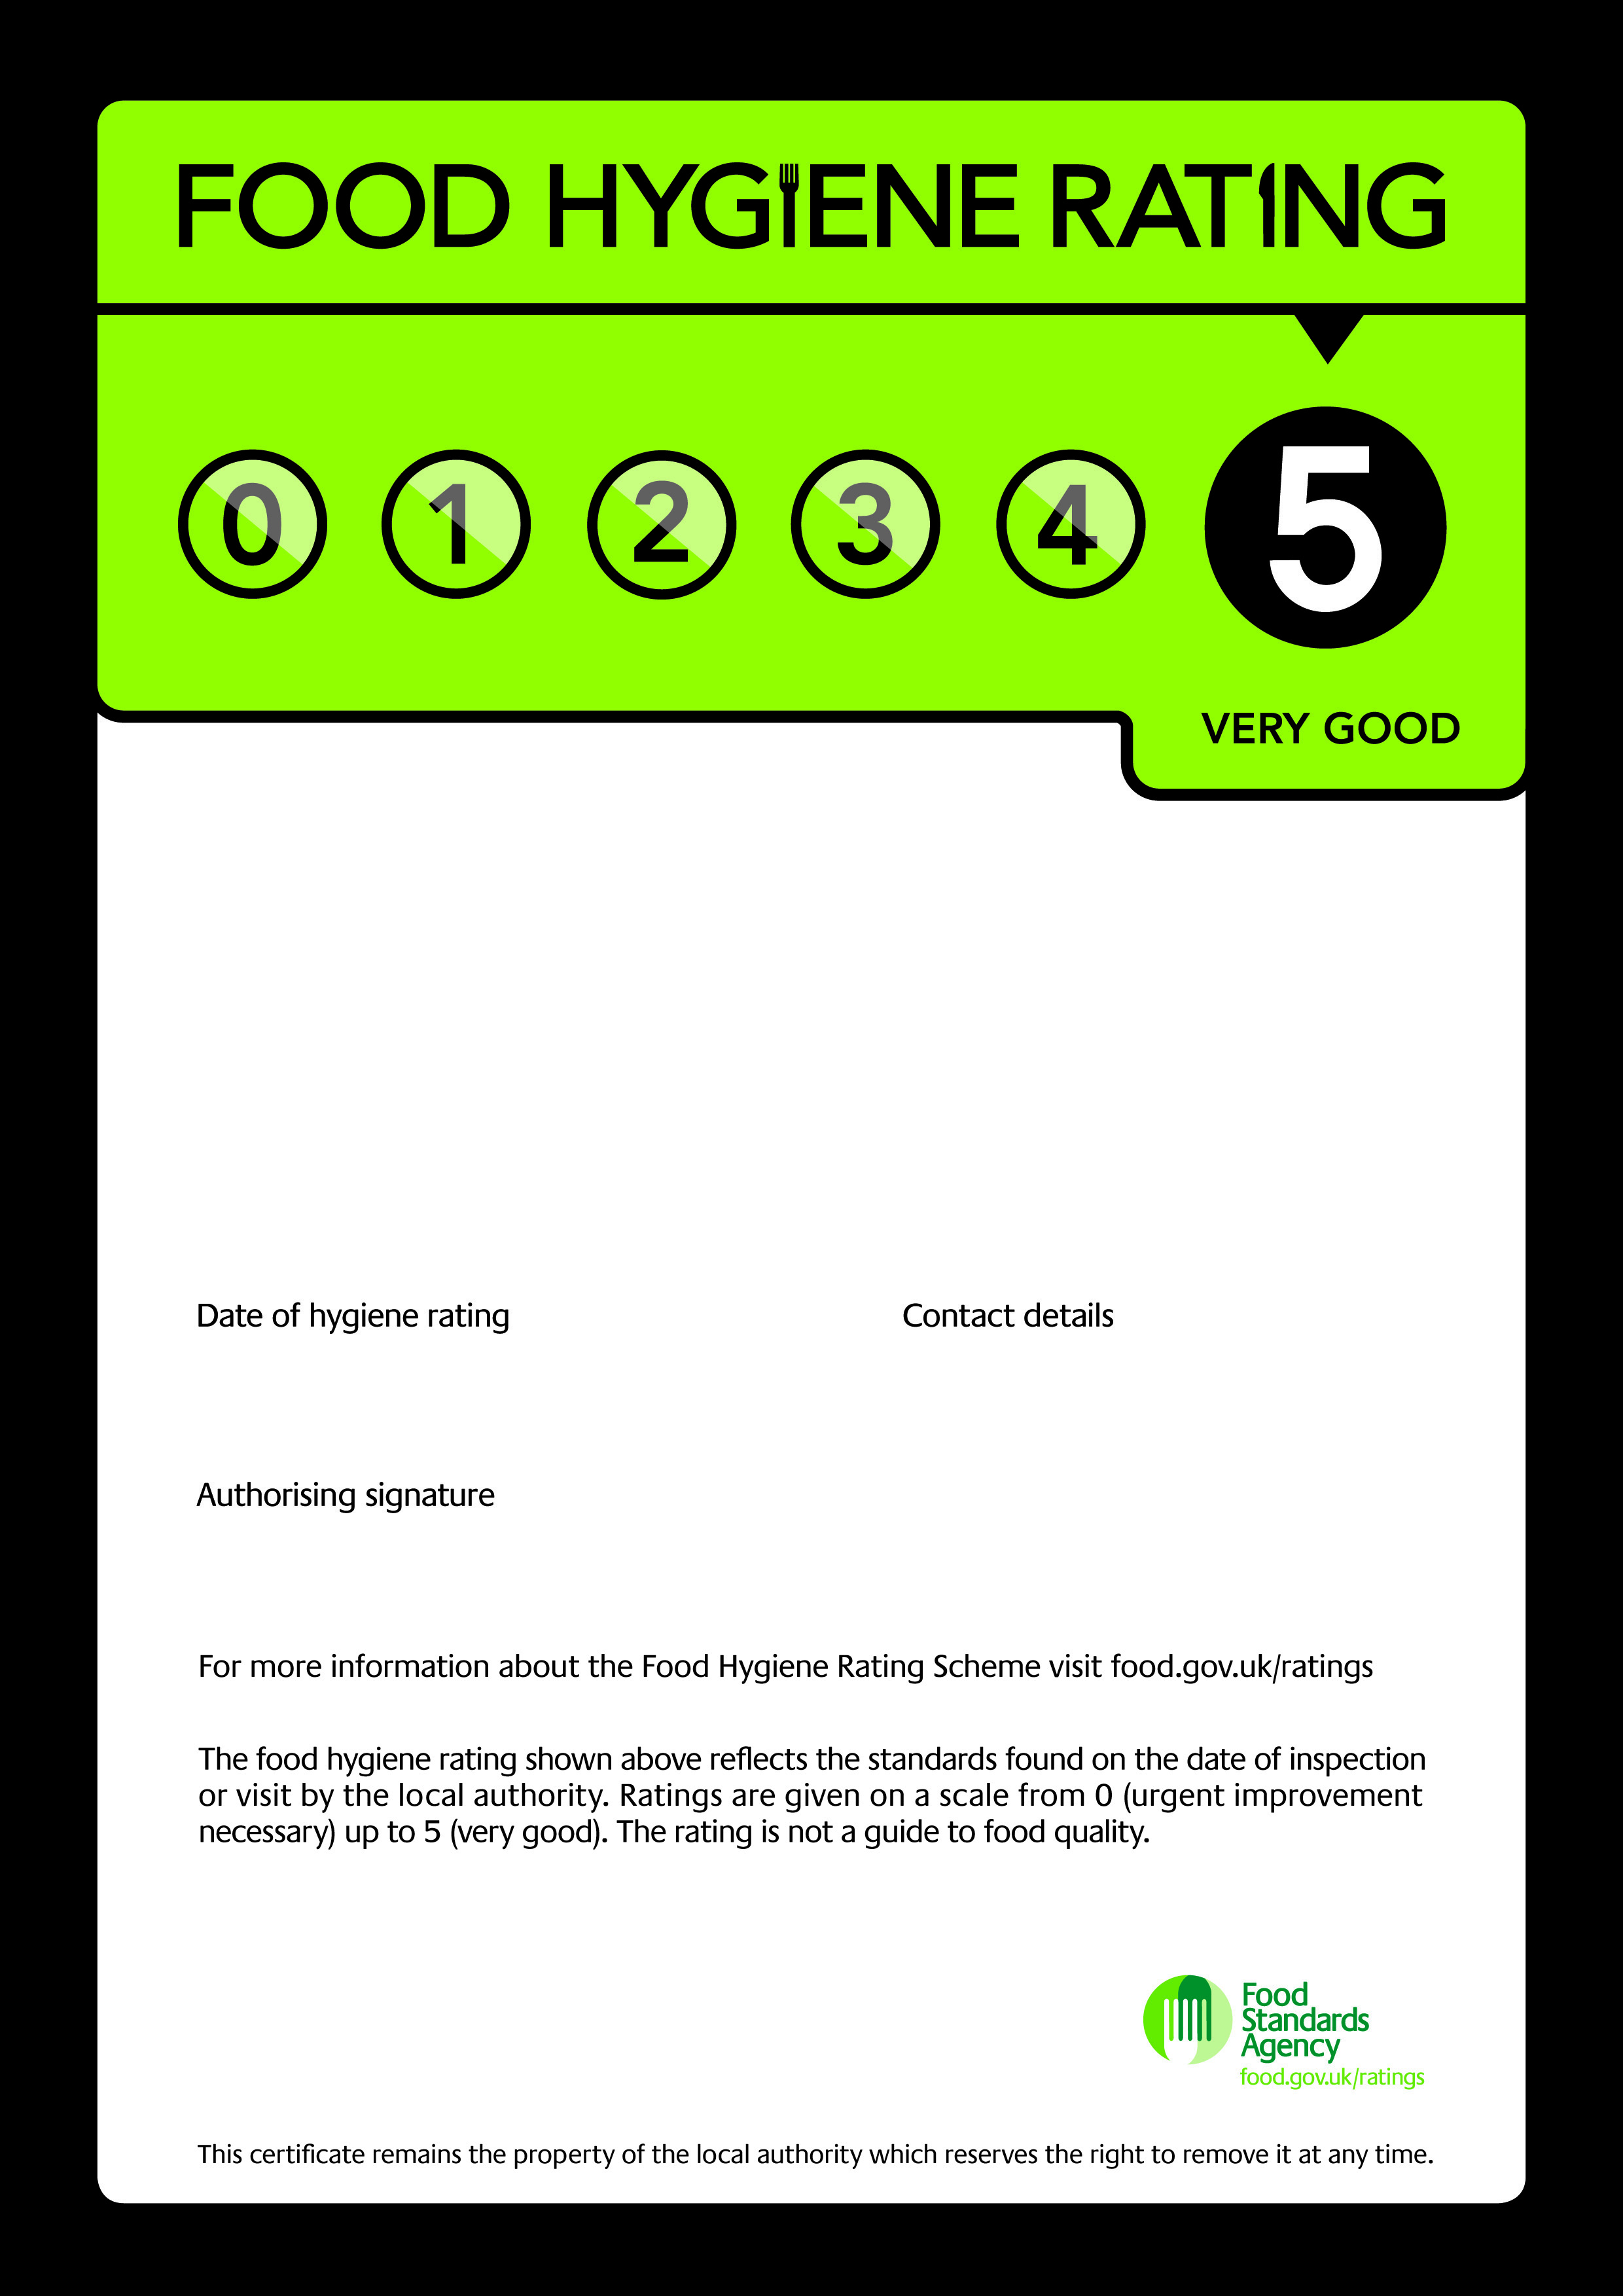 FOOD HYGIENE RATING
0 1 2 3 4 5
VERY GOOD
Date of hygiene rating
Contact details
Authorising signature
For more information about the Food Hygiene Rating Scheme visit food.gov.uk/ratings
The food hygiene rating shown above reflects the standards found on the date of inspection
or visit by the local authority. Ratings are given on a scale from 0 (urgent improvement
necessary) up to 5 (very good). The rating is not a guide to food quality.
Food
Standards
Agency
food.gov.uk/ratings
This certificate remains the property of the local authority which reserves the right to remove it at any time.